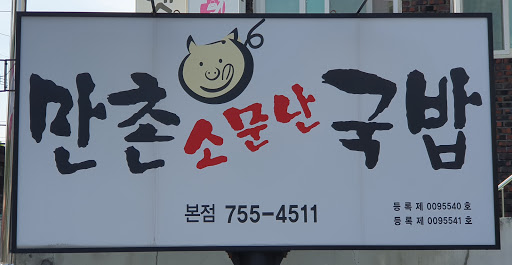 만촌 소문난 국밥
본점 755-4511
등록 제 0095540 호
등록 제 0095541 호